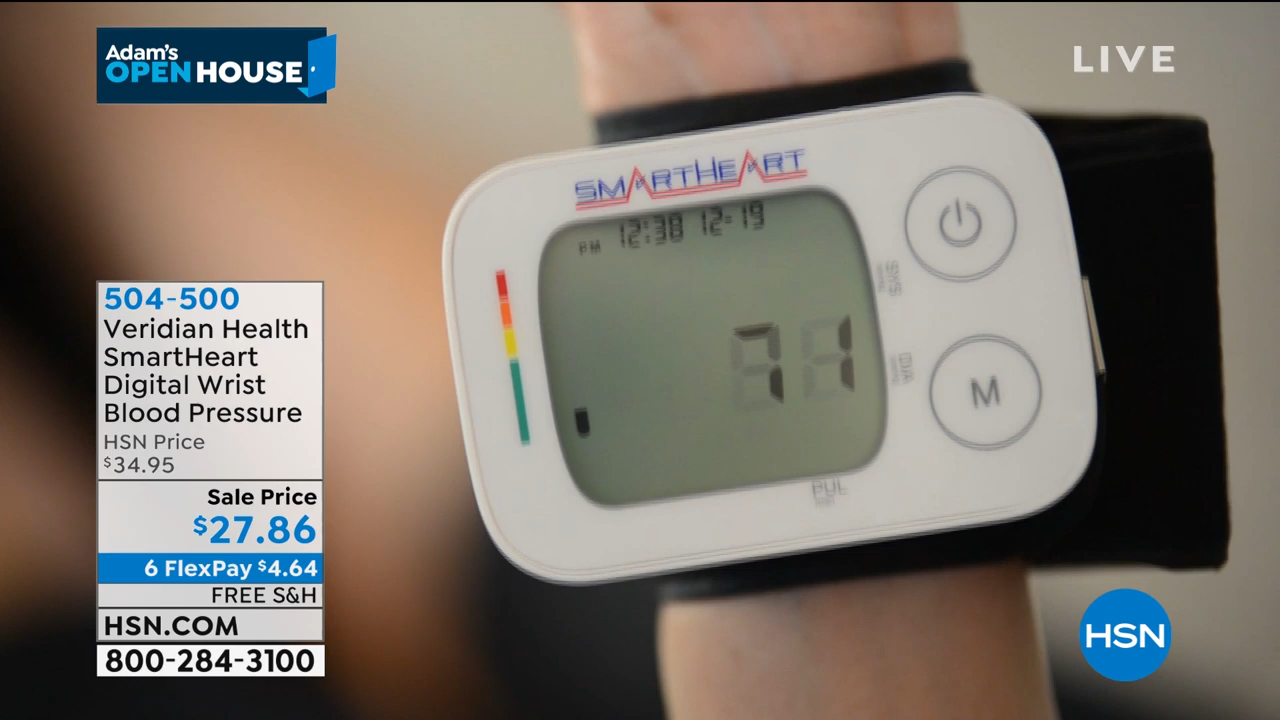 Adam's
OPEN HOUSE
LIVE
SMARTHEART
PM 12:38 12-19
SYS
DIA
71
M
PUL
504-500
Veridian Health
SmartHeart
Digital Wrist
Blood Pressure
HSN Price
$34.95
Sale Price
$27.86
6 FlexPay $4.64
FREE S&H
HSN.COM
800-284-3100
HSN